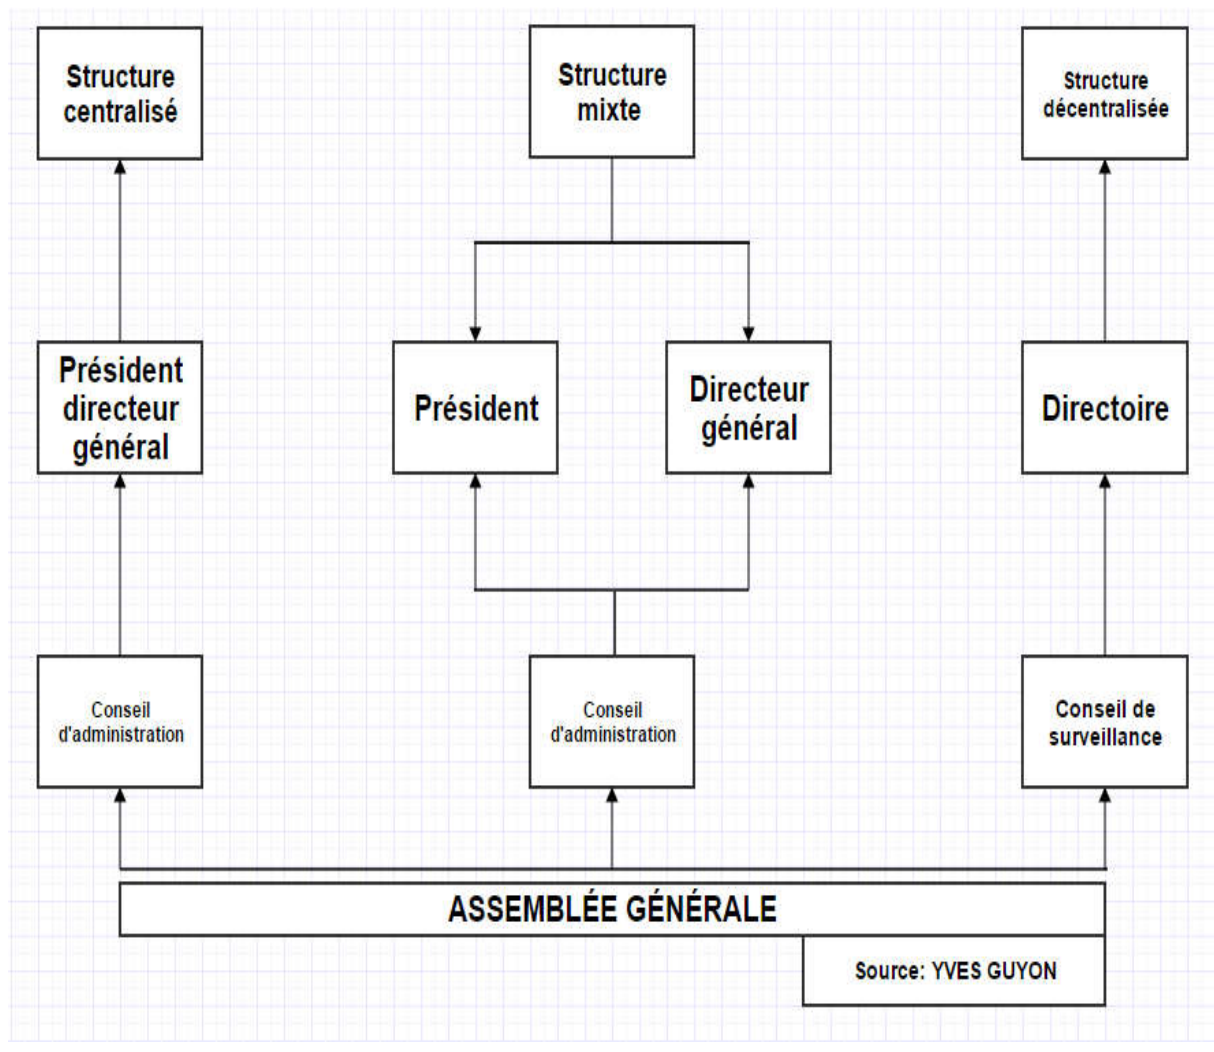 Structure
centralisé
Structure
mixte
Structure
décentralisée
Président
directeur
général
Président
Directeur
général
Directoire
Conseil
d'administration
Conseil
d'administration
Conseil de
surveillance
ASSEMBLÉE GÉNÉRALE
Source: YVES GUYON